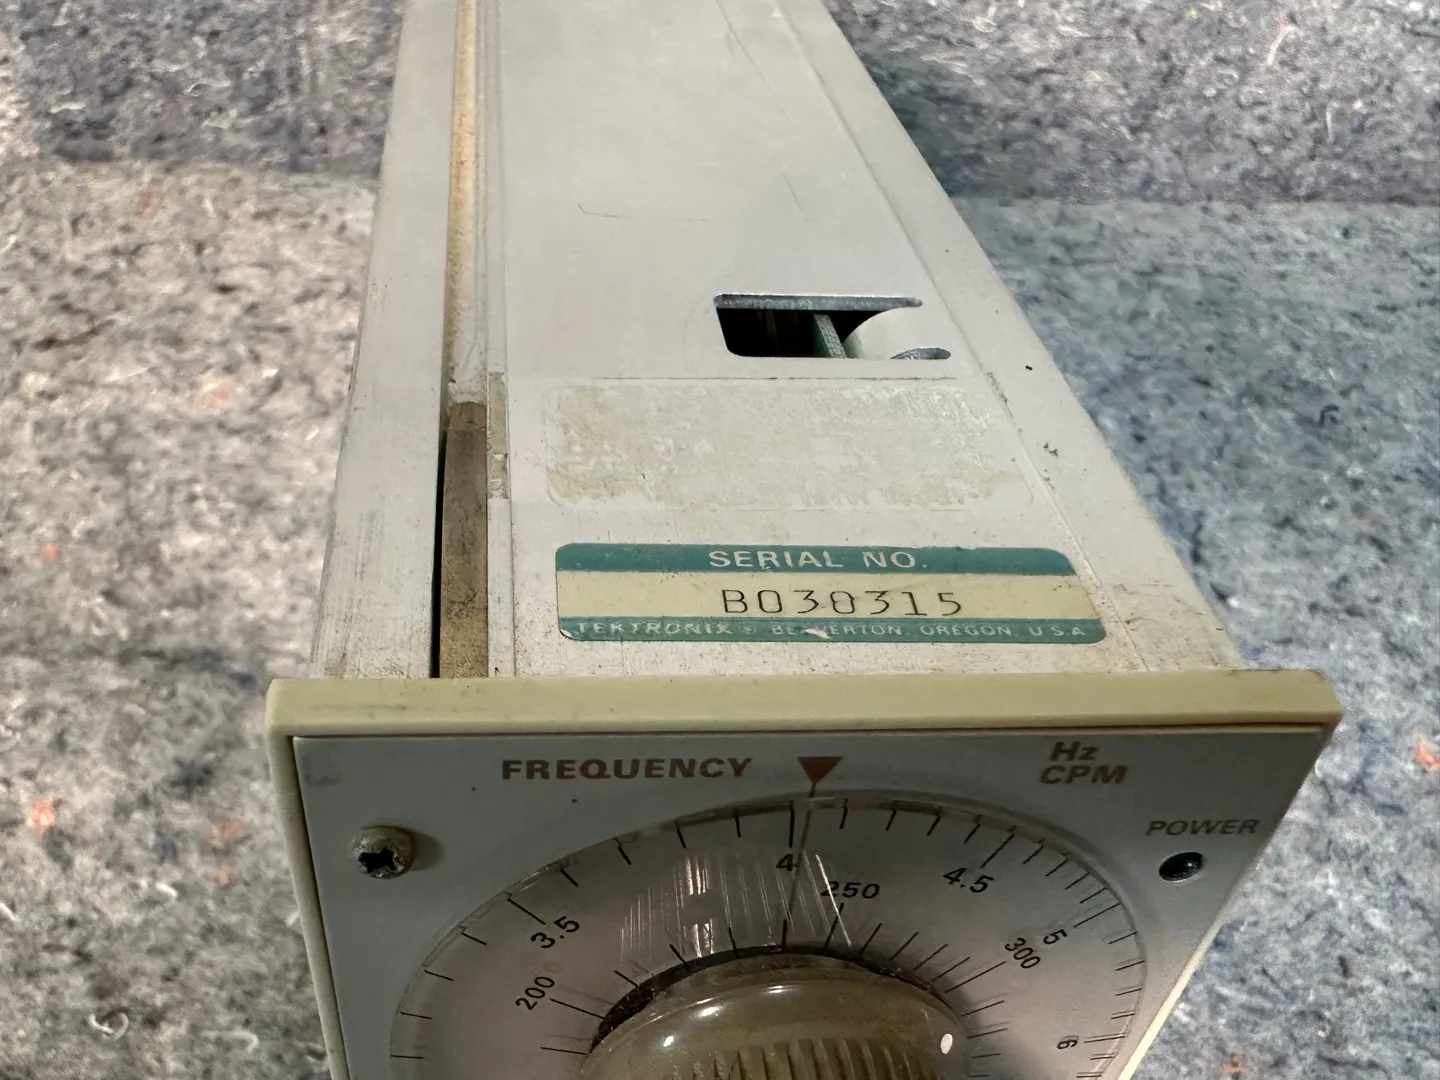 SERIAL NO.
B030315
TEKTRONIX ® BEAVERTON, OREGON, U.S.A.
FREQUENCY
Hz
CPM
POWER
4
4.5
250
3.5
5
300
200
6